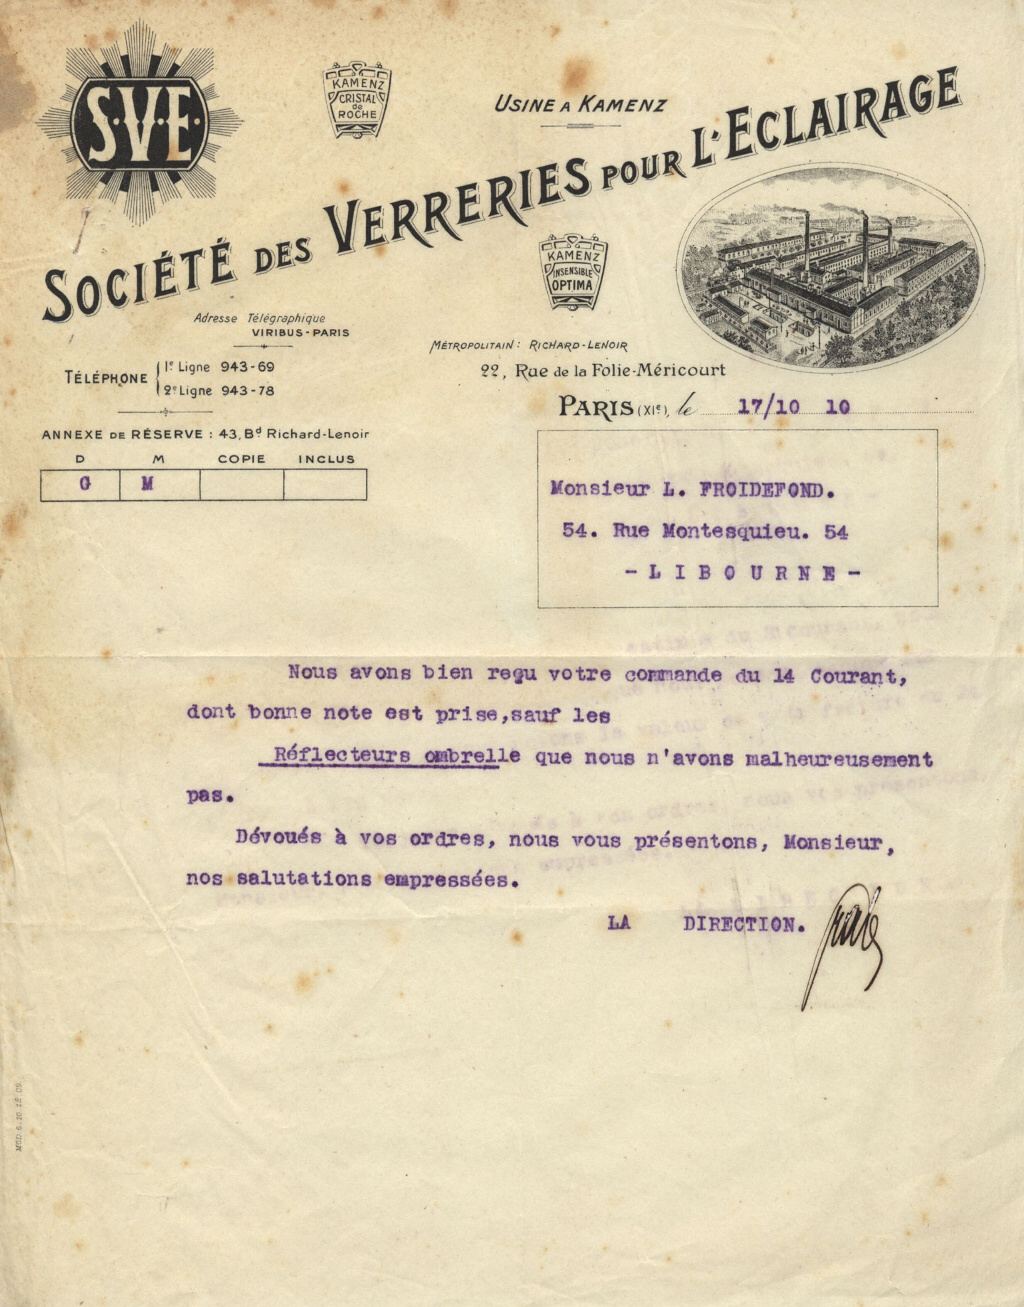 S.V.E.
KAMENZ
CRISTAL
de
ROCHE
USINE A KAMENZ
SOCIÉTÉ DES VERRERIES POUR L'ECLAIRAGE
KAMENZ
INSENSIBLE
OPTIMA
Adresse Télégraphique
VIRIBUS-PARIS
TÉLÉPHONE
1e Ligne 943-69
2e Ligne 943-78
MÉTROPOLITAIN: RICHARD-LENOIR
22, Rue de la Folie-Méricourt
PARIS (XIe), le 17/10 10
ANNEXE DE RÉSERVE : 43, Bd Richard-Lenoir
D M COPIE INCLUS
G M
Monsieur L. FROIDEFOND.
54. Rue Montesquieu. 54
-LIBOURNE-
Nous avons bien reçu votre commande du 14 Courant,
dont bonne note est prise,sauf les
Réflecteurs ombrelle que nous n'avons malheureusement
pas.
Dévoués à vos ordres, nous vous présentons, Monsieur,
nos salutations empressées.
LA DIRECTION.